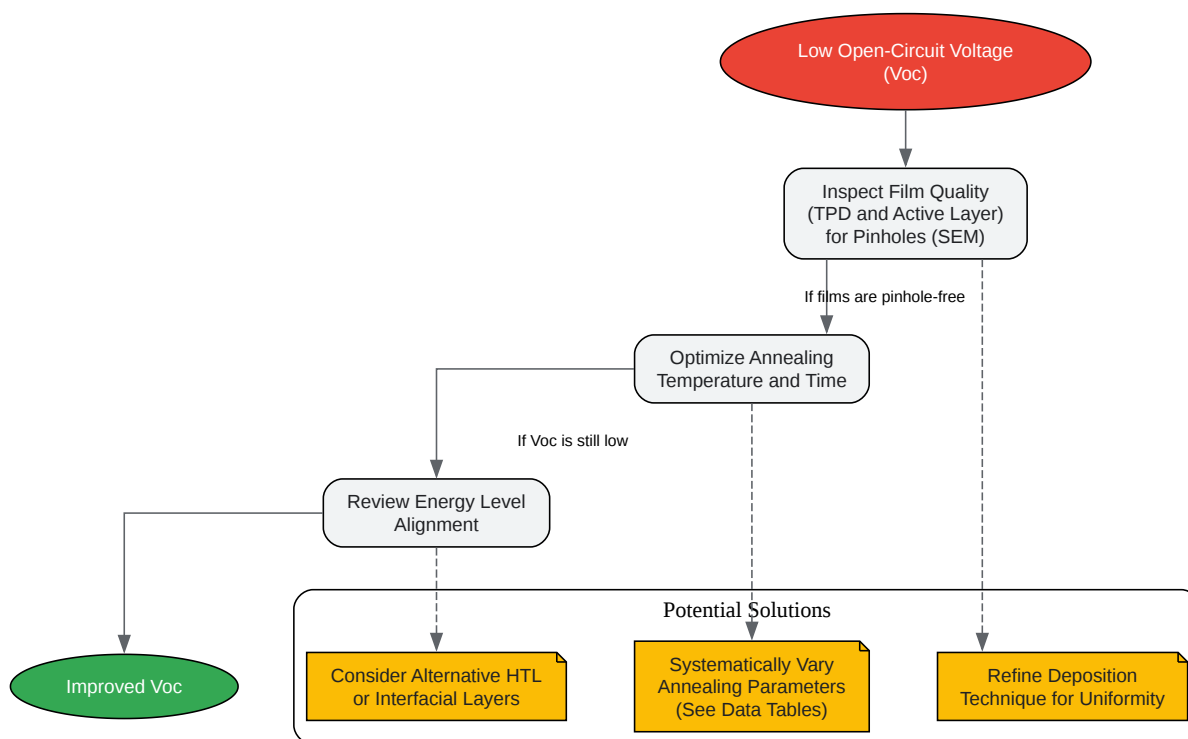 Low Open-Circuit Voltage
(Voc)
Inspect Film Quality
(TPD and Active Layer)
for Pinholes (SEM)
If films are pinhole-free
Optimize Annealing
Temperature and Time
If Voc is still low
Review Energy Level
Alignment
Potential Solutions
Improved Voc
Consider Alternative HTL
or Interfacial Layers
Systematically Vary
Annealing Parameters
(See Data Tables)
Refine Deposition
Technique for Uniformity